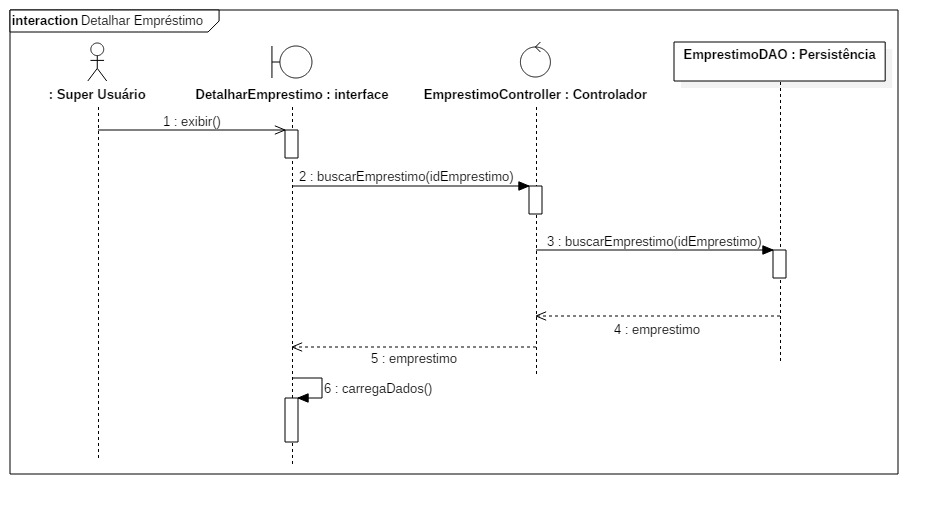 interaction Detalhar Empréstimo
: Super Usuário
DetalharEmprestimo : interface
EmprestimoController : Controlador
EmprestimoDAO : Persistência
1 : exibir()
2 : buscarEmprestimo(idEmprestimo)
3 : buscarEmprestimo(idEmprestimo)
4 : emprestimo
5 : emprestimo
6 : carregaDados()